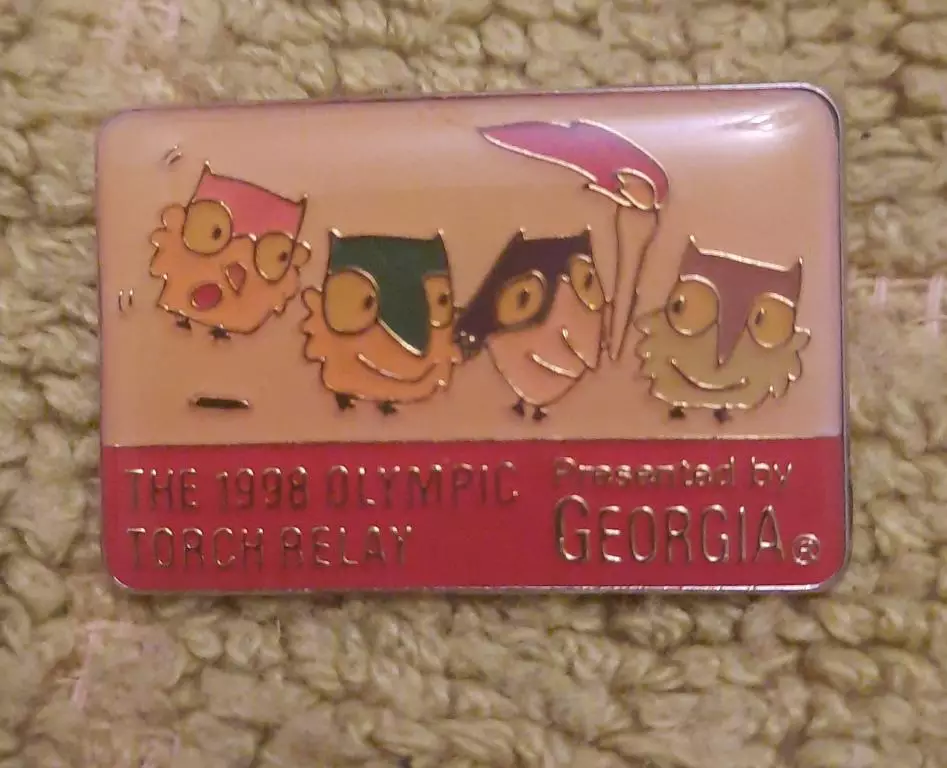 THE 1998 OLYMPIC
TORCH RELAY
Presented by
GEORGIA®